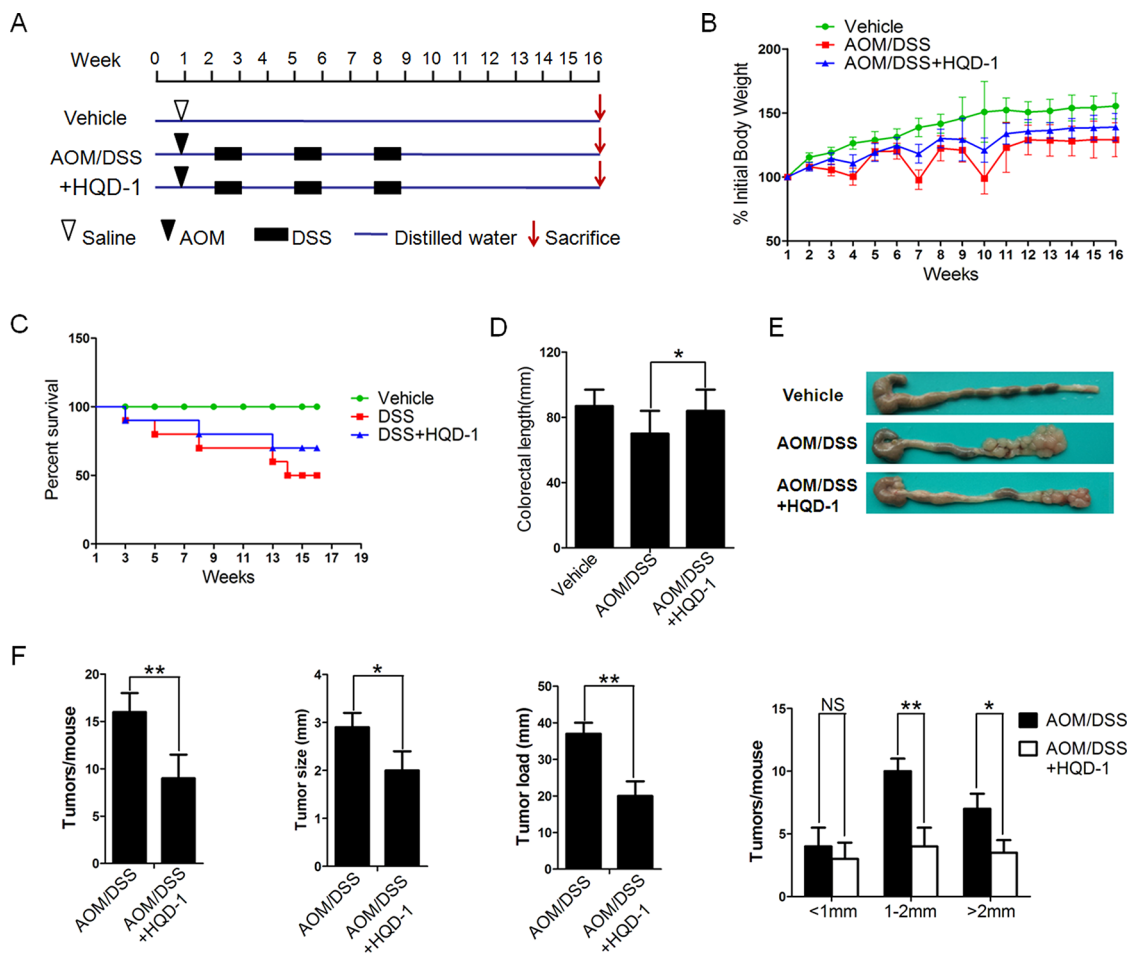 A
Week
0 1 2 3 4 5 6 7 8 9 10 11 12 13 14 15 16
Vehicle
AOM/DSS
+HQD-1
Saline
AOM
DSS
Distilled water
Sacrifice
B
Vehicle
AOM/DSS
AOM/DSS+HQD-1
% Initial Body Weight
200
150
100
50
1 2 3 4 5 6 7 8 9 10 11 12 13 14 15 16
Weeks
C
Percent survival
150
100
50
0
1 3 5 7 9 11 13 15 17 19
Weeks
Vehicle
DSS
DSS+HQD-1
D
Colorectal length(mm)
120
80
40
0
*
Vehicle
AOM/DSS
AOM/DSS
+HQD-1
E
Vehicle
AOM/DSS
AOM/DSS
+HQD-1
F
Tumors/mouse
20
15
10
5
0
**
AOM/DSS
AOM/DSS
+HQD-1
Tumor size (mm)
4
3
2
1
0
*
AOM/DSS
AOM/DSS
+HQD-1
Tumor load (mm)
50
40
30
20
10
0
**
AOM/DSS
AOM/DSS
+HQD-1
Tumors/mouse
15
10
5
0
NS
**
*
<1mm 1-2mm >2mm
AOM/DSS
AOM/DSS
+HQD-1